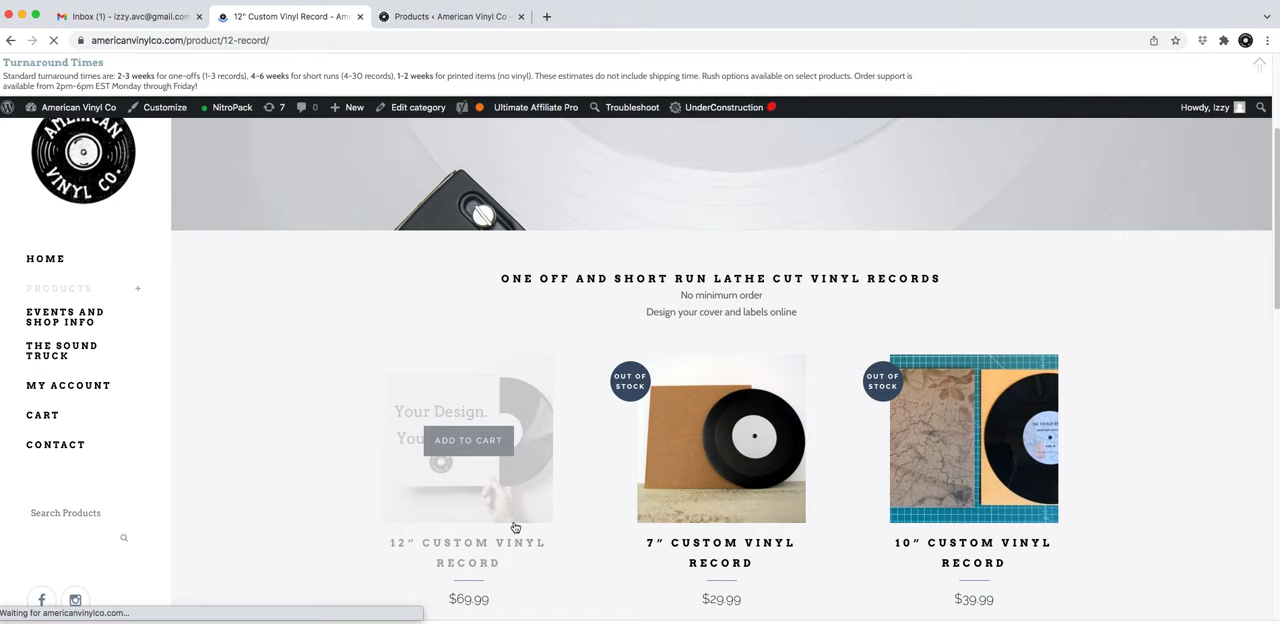 Inbox (1) - izzy.avc@gmail.com
12" Custom Vinyl Record - Am
Products ‹ American Vinyl Co -
americanvinylco.com/product/12-record/
Turnaround Times
Standard turnaround times are: 2-3 weeks for one-offs (1-3 records), 4-6 weeks for short runs (4-30 records), 1-2 weeks for printed items (no vinyl). These estimates do not include shipping time. Rush options available on select products. Order support is
available from 2pm-6pm EST Monday through Friday!
American Vinyl Co Customize NitroPack 7 0 New Edit category Ultimate Affiliate Pro Troubleshoot UnderConstruction Howdy, Izzy
AMERICAN
VINYL CO.
HOME
PRODUCTS +
EVENTS AND
SHOP INFO
THE SOUND
TRUCK
MY ACCOUNT
CART
CONTACT
Search Products
ONE OFF AND SHORT RUN LATHE CUT VINYL RECORDS
No minimum order
Design your cover and labels online
Your Design.
You
ADD TO CART
12″ CUSTOM VINYL
RECORD
$69.99
OUT OF
STOCK
7″ CUSTOM VINYL
RECORD
$29.99
OUT OF
STOCK
10″ CUSTOM VINYL
RECORD
$39.99
Waiting for americanvinylco.com...